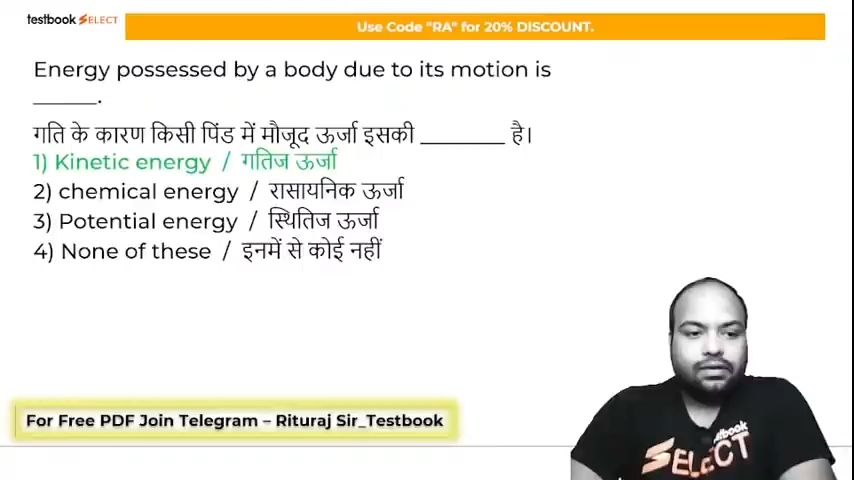 testbook SELECT
Use Code "RA" for 20% DISCOUNT.
Energy possessed by a body due to its motion is
______.
गति के कारण किसी पिंड में मौजूद ऊर्जा इसकी ________ है।
1) Kinetic energy / गतिज ऊर्जा
2) chemical energy / रासायनिक ऊर्जा
3) Potential energy / स्थितिज ऊर्जा
4) None of these / इनमें से कोई नहीं
For Free PDF Join Telegram – Rituraj Sir_Testbook
testbook
SELECT